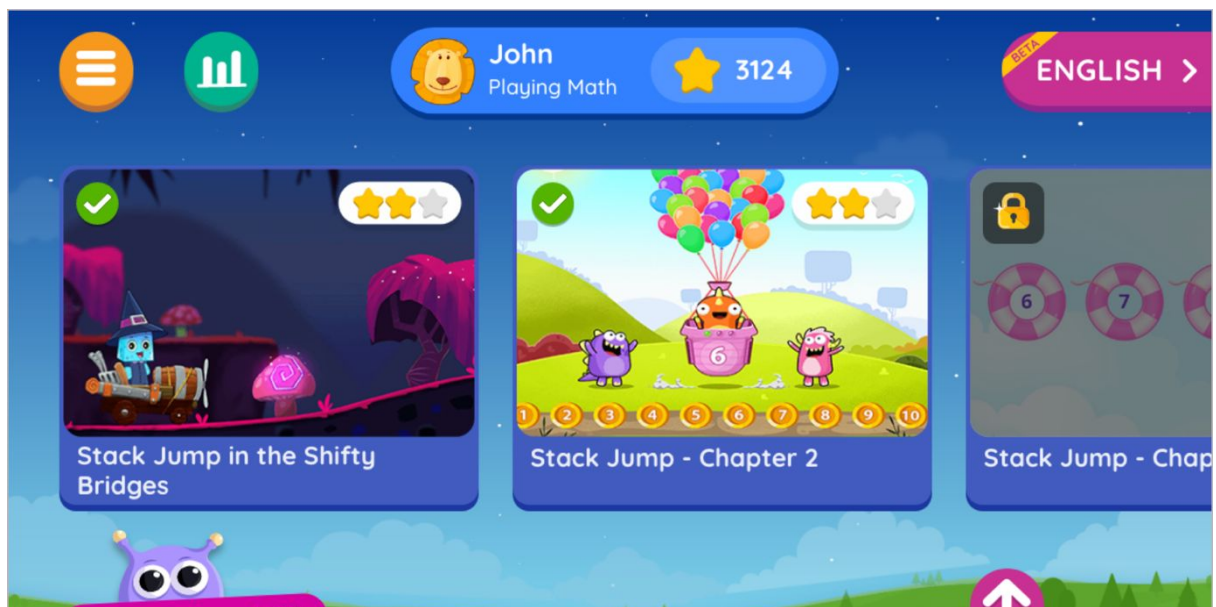 John
Playing Math
3124
BETA
ENGLISH
6
7
6
1 2 3 4 5 6 7 8 9 10
Stack Jump in the Shifty
Bridges
Stack Jump - Chapter 2
Stack Jump - Chap